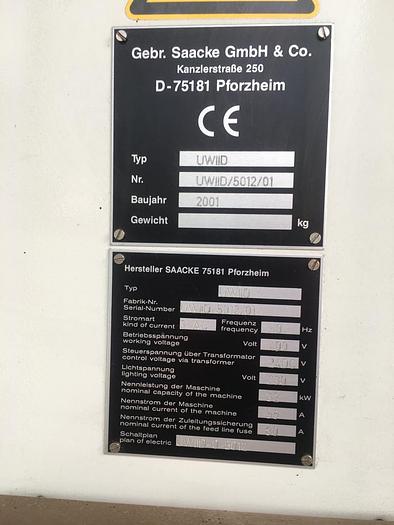 Gebr. Saacke GmbH & Co.
Kanzlerstraße 250
D-75181 Pforzheim
CE
Typ UWIID
Nr. UWIID/5012/01
Baujahr 2001
Gewicht kg
Hersteller SAACKE 75181 Pforzheim
Typ UWIID
Fabrik-Nr.
Serial-Number
Stromart Frequenz
kind of current frequency Hz
Betriebsspannung
working voltage Volt V
Steuerspannung über Transformator
control voltage via transformer V
Lichtspannung
lighting voltage Volt V
Nennleistung der Maschine
nominal capacity of the machine kW
Nennstrom der Maschine
nominal current of the machine A
Nennstrom der Zuleitungssicherung
nominal current of the feed line fuse A
Schaltplan
plan of electric